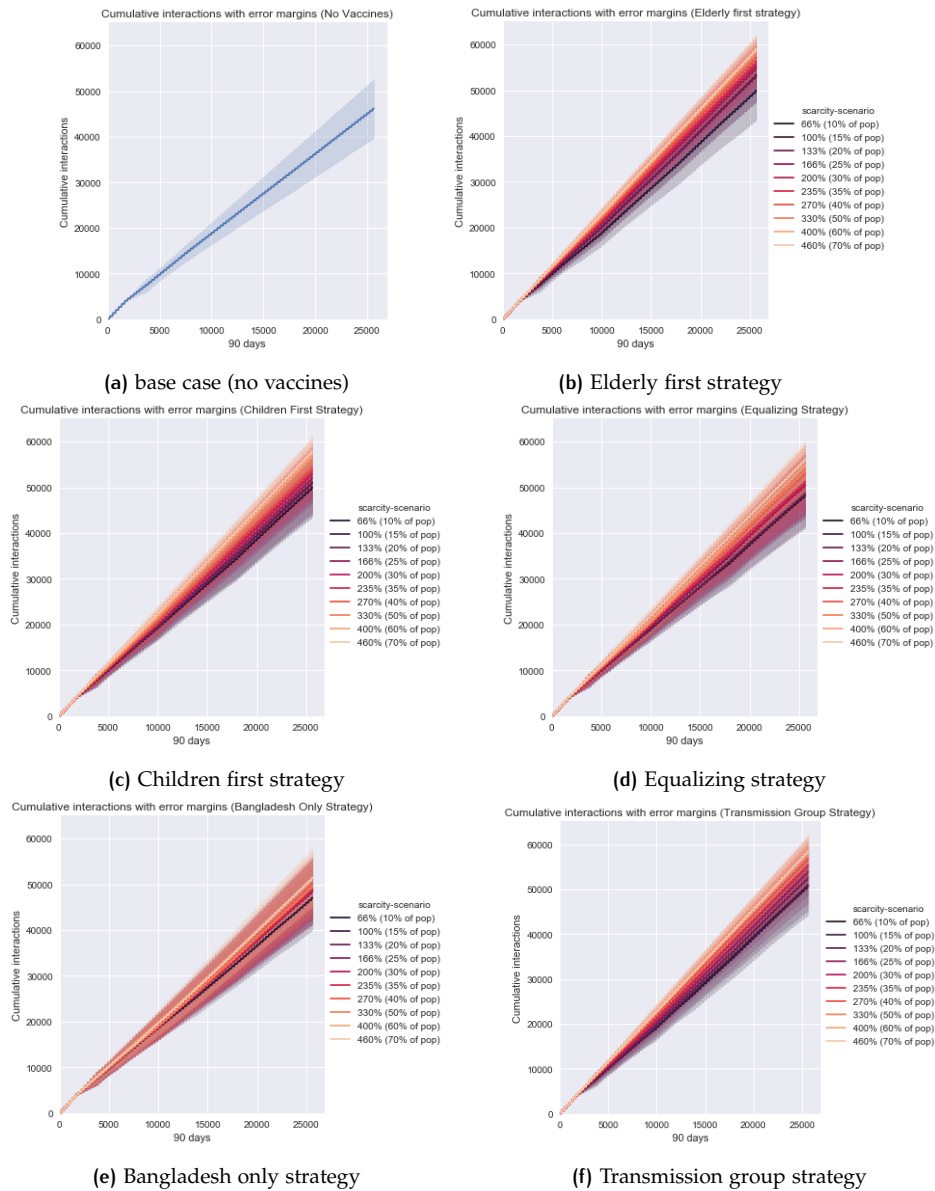 Cumulative interactions with error margins (No Vaccines)
60000
50000
40000
30000
20000
10000
0
Cumulative interactions
0 5000 10000 15000 20000 25000
90 days
(a) base case (no vaccines)
Cumulative interactions with error margins (Elderly first strategy)
60000
50000
40000
30000
20000
10000
0
Cumulative interactions
0 5000 10000 15000 20000 25000
90 days
scarcity-scenario
66% (10% of pop)
100% (15% of pop)
133% (20% of pop)
166% (25% of pop)
200% (30% of pop)
235% (35% of pop)
270% (40% of pop)
330% (50% of pop)
400% (60% of pop)
460% (70% of pop)
(b) Elderly first strategy
Cumulative interactions with error margins (Children First Strategy)
60000
50000
40000
30000
20000
10000
0
Cumulative interactions
0 5000 10000 15000 20000 25000
90 days
scarcity-scenario
66% (10% of pop)
100% (15% of pop)
133% (20% of pop)
166% (25% of pop)
200% (30% of pop)
235% (35% of pop)
270% (40% of pop)
330% (50% of pop)
400% (60% of pop)
460% (70% of pop)
(c) Children first strategy
Cumulative interactions with error margins (Equalizing Strategy)
60000
50000
40000
30000
20000
10000
0
Cumulative interactions
0 5000 10000 15000 20000 25000
90 days
scarcity-scenario
66% (10% of pop)
100% (15% of pop)
133% (20% of pop)
166% (25% of pop)
200% (30% of pop)
235% (35% of pop)
270% (40% of pop)
330% (50% of pop)
400% (60% of pop)
460% (70% of pop)
(d) Equalizing strategy
Cumulative interactions with error margins (Bangladesh Only Strategy)
60000
50000
40000
30000
20000
10000
0
Cumulative interactions
0 5000 10000 15000 20000 25000
90 days
scarcity-scenario
66% (10% of pop)
100% (15% of pop)
133% (20% of pop)
166% (25% of pop)
200% (30% of pop)
235% (35% of pop)
270% (40% of pop)
330% (50% of pop)
400% (60% of pop)
460% (70% of pop)
(e) Bangladesh only strategy
Cumulative interactions with error margins (Transmission Group Strategy)
60000
50000
40000
30000
20000
10000
0
Cumulative interactions
0 5000 10000 15000 20000 25000
90 days
scarcity-scenario
66% (10% of pop)
100% (15% of pop)
133% (20% of pop)
166% (25% of pop)
200% (30% of pop)
235% (35% of pop)
270% (40% of pop)
330% (50% of pop)
400% (60% of pop)
460% (70% of pop)
(f) Transmission group strategy